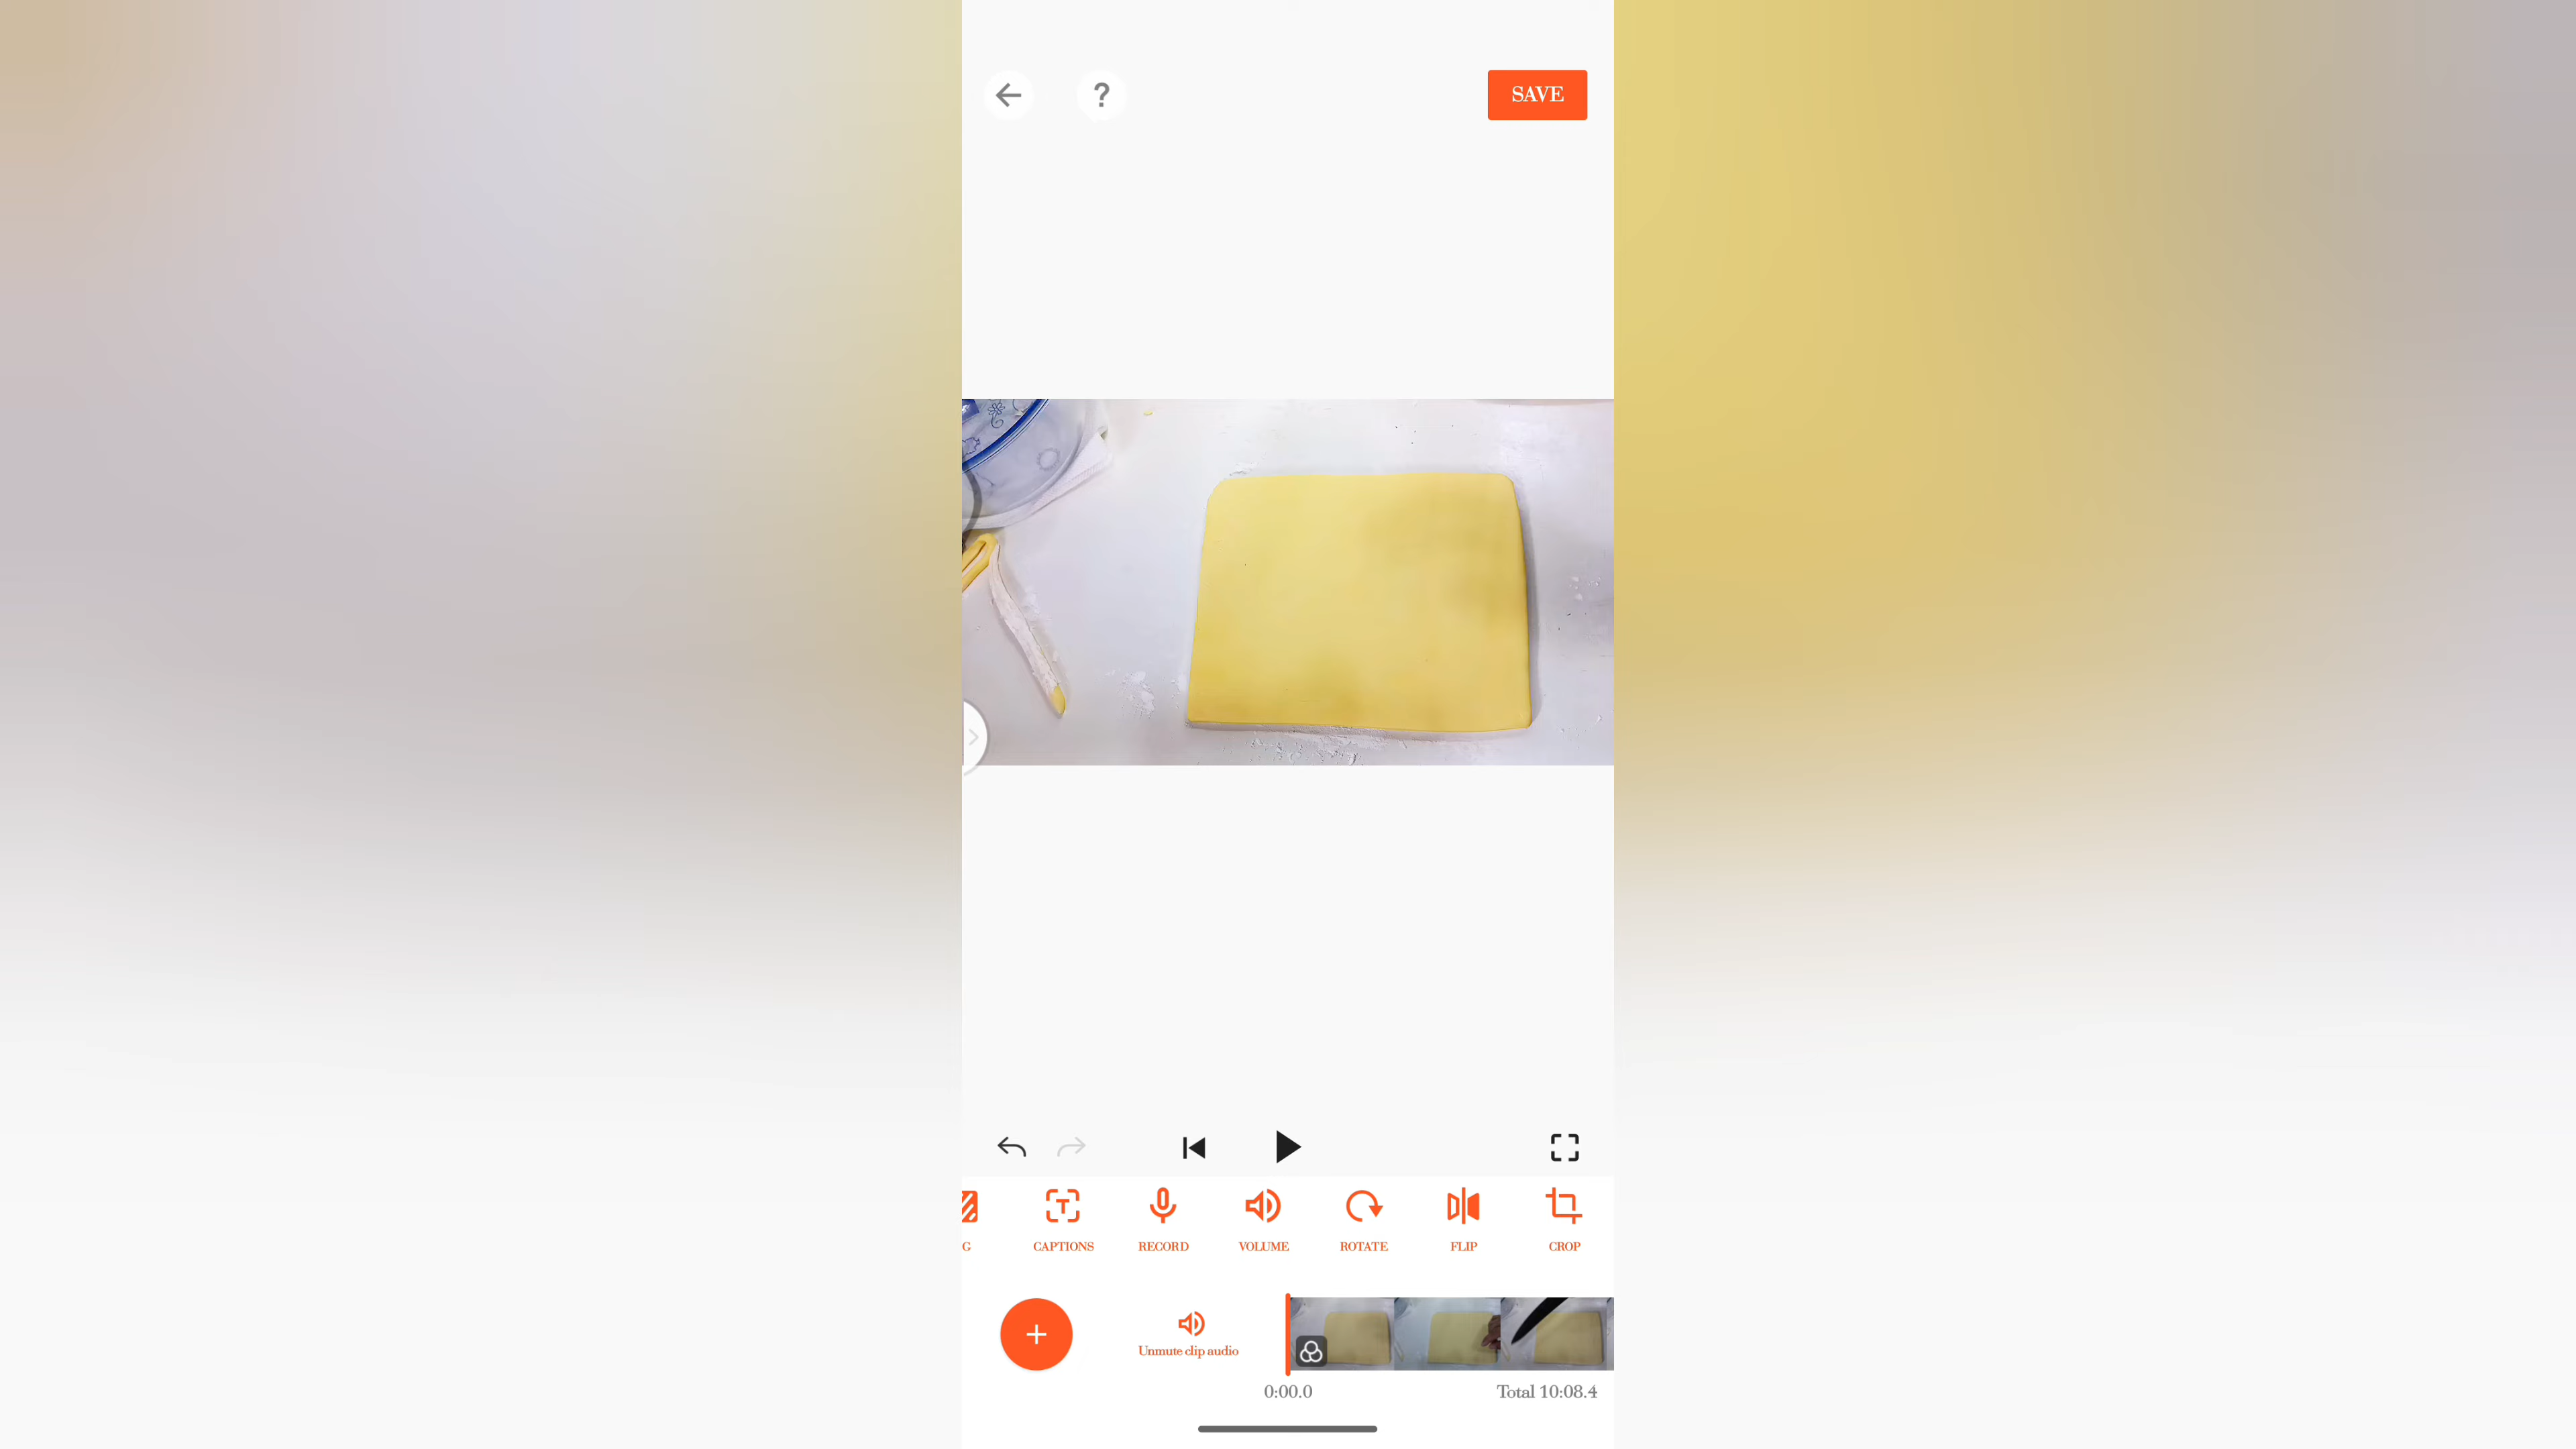 ?
SAVE
G
CAPTIONS
RECORD
VOLUME
ROTATE
FLIP
CROP
Unmute clip audio
0:00.0
Total 10:08.4